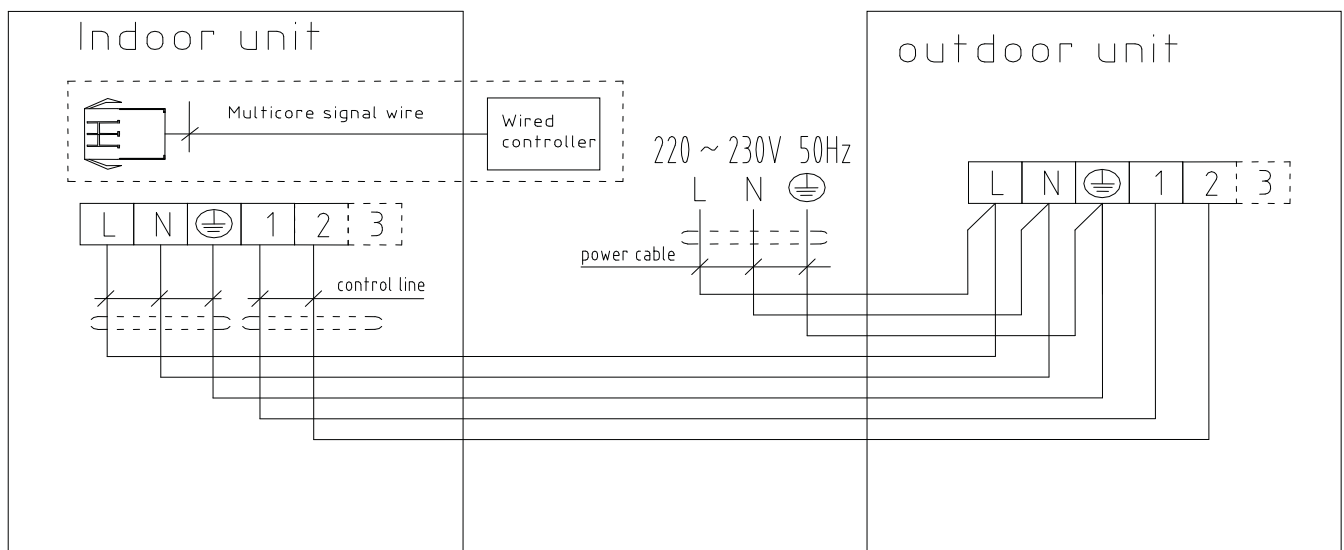 Indoor unit
outdoor unit
Multicore signal wire
Wired
controller
220 ~ 230V 50Hz
L N
L N 1 2 3
L N 1 2 3
power cable
control line